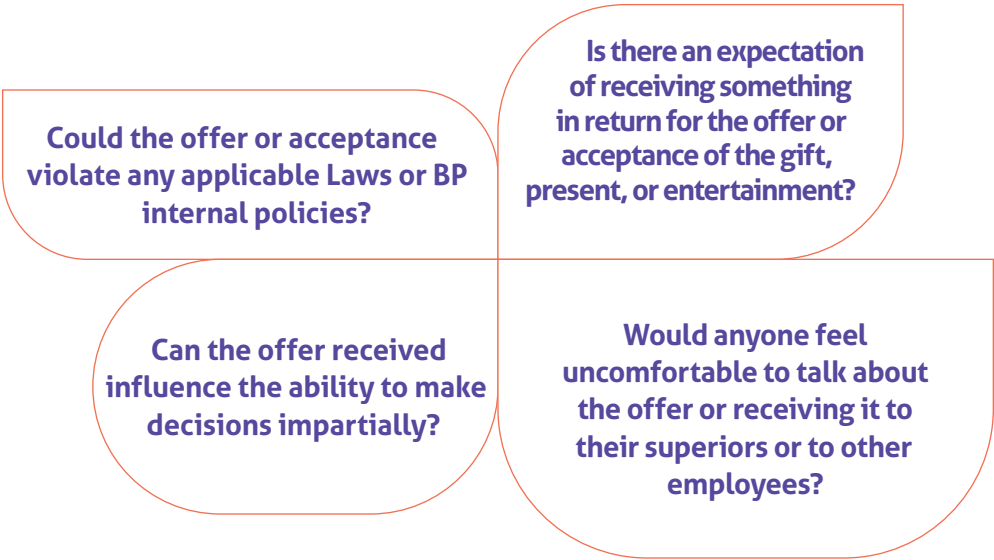 Could the offer or acceptance
violate any applicable Laws or BP
internal policies?
Is there an expectation
of receiving something
in return for the offer or
acceptance of the gift,
present, or entertainment?
Can the offer received
influence the ability to make
decisions impartially?
Would anyone feel
uncomfortable to talk about
the offer or receiving it to
their superiors or to other
employees?